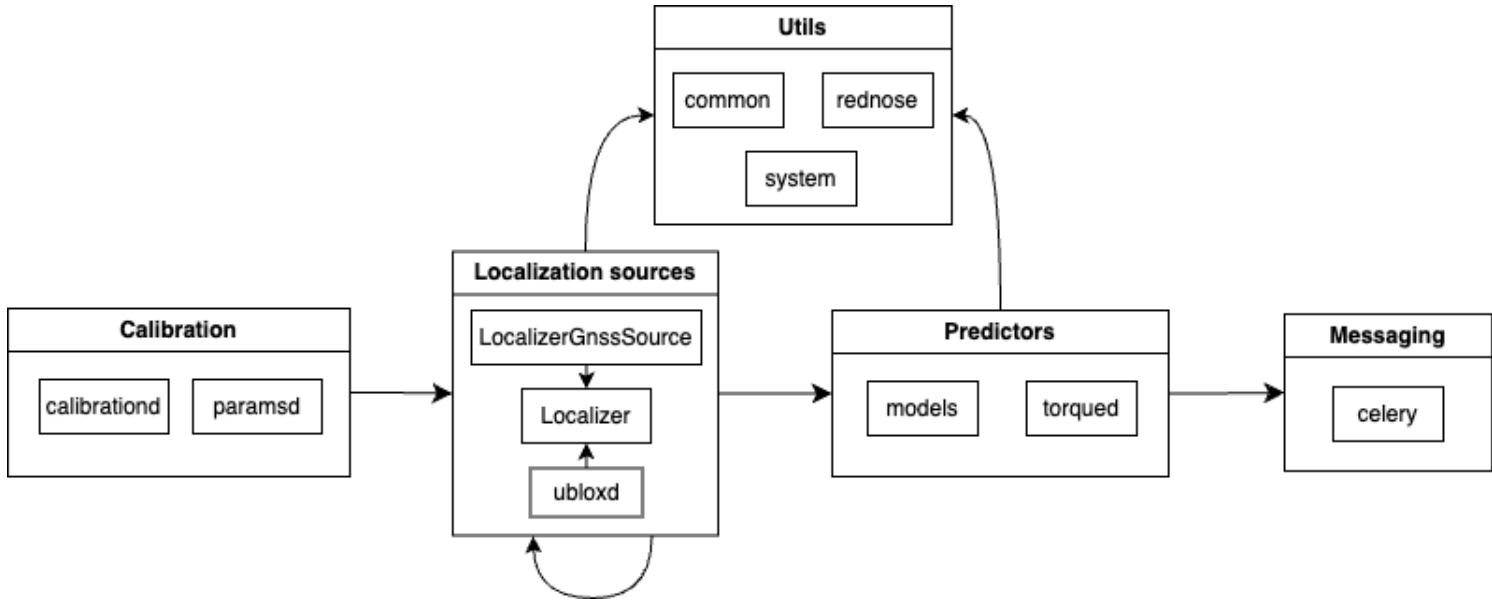 Utils
common
rednose
system
Localization sources
LocalizerGnssSource
Localizer
ubloxd
Calibration
calibrationd
paramsd
Predictors
models
torqued
Messaging
celery